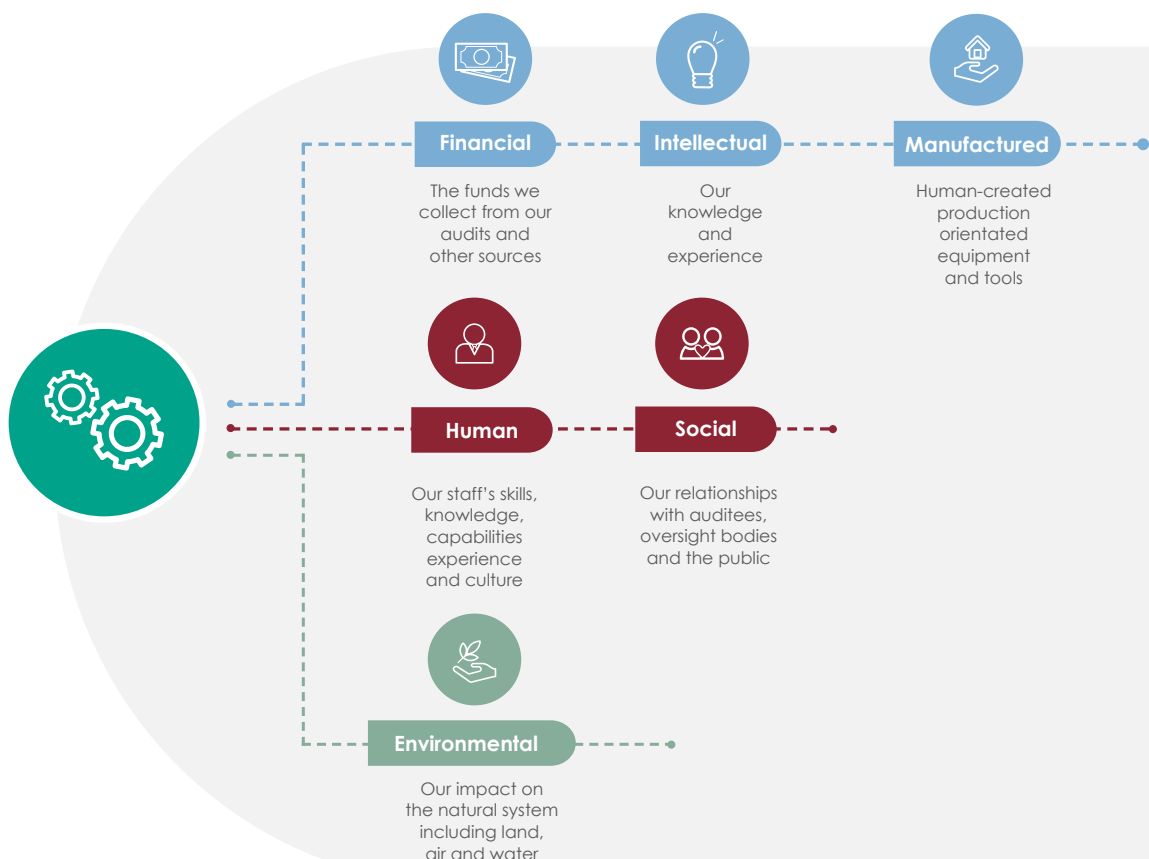 Financial
The funds we
collect from our
audits and
other sources
Intellectual
Our
knowledge
and
experience
Manufactured
Human-created
production
orientated
equipment
and tools
Human
Our staff's skills,
knowledge,
capabilities
experience
and culture
Social
Our relationships
with auditees,
oversight bodies
and the public
Environmental
Our impact on
the natural system
including land,
air and water